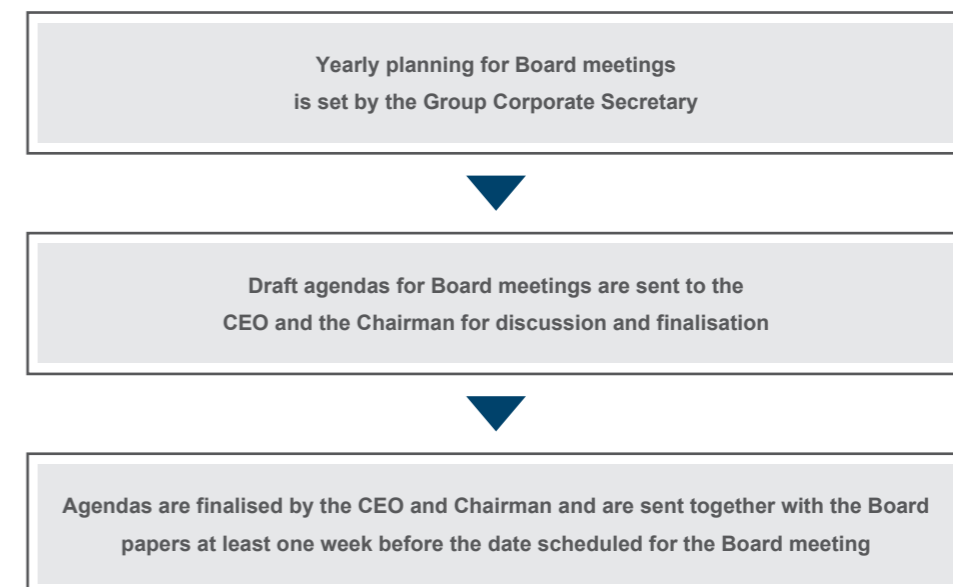 Yearly planning for Board meetings
is set by the Group Corporate Secretary
Draft agendas for Board meetings are sent to the
CEO and the Chairman for discussion and finalisation
Agendas are finalised by the CEO and Chairman and are sent together with the Board
papers at least one week before the date scheduled for the Board meeting